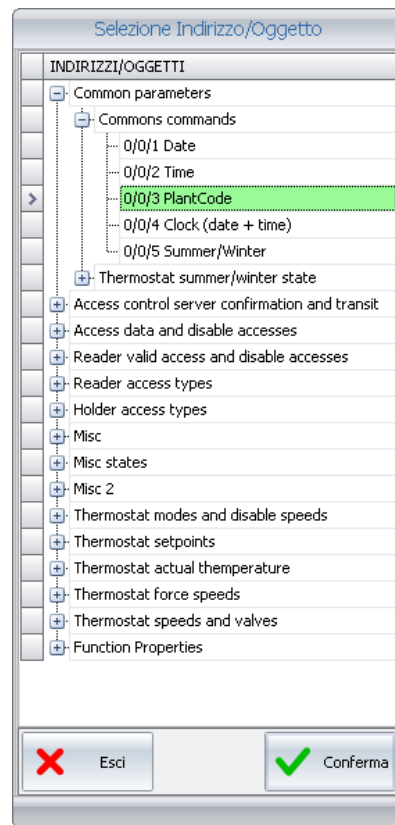 Selezione Indirizzo/Oggetto
INDIRIZZI/OGGETTI
Common parameters
Commons commands
0/0/1 Date
0/0/2 Time
0/0/3 PlantCode
0/0/4 Clock (date + time)
0/0/5 Summer/Winter
Thermostat summer/winter state
Access control server confirmation and transit
Access data and disable accesses
Reader valid access and disable accesses
Reader access types
Holder access types
Misc
Misc states
Misc 2
Thermostat modes and disable speeds
Thermostat setpoints
Thermostat actual themperature
Thermostat force speeds
Thermostat speeds and valves
Function Properties
Esci Conferma